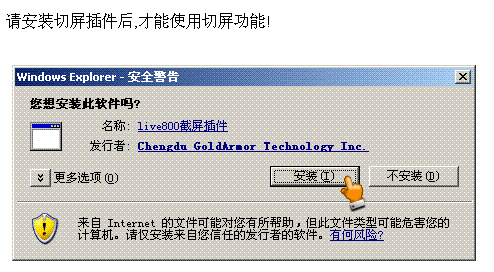 请安装切屏插件后,才能使用切屏功能!
Windows Explorer - 安全警告
您想安装此软件吗?
名称: live800截屏插件
发行者: Chengdu GoldArmor Technology Inc.
更多选项(O)
安装(I)
不安装(D)
来自 Internet 的文件可能对您有所帮助，但此文件类型可能危害您的
计算机。请仅安装来自您信任的发行者的软件。有何风险?